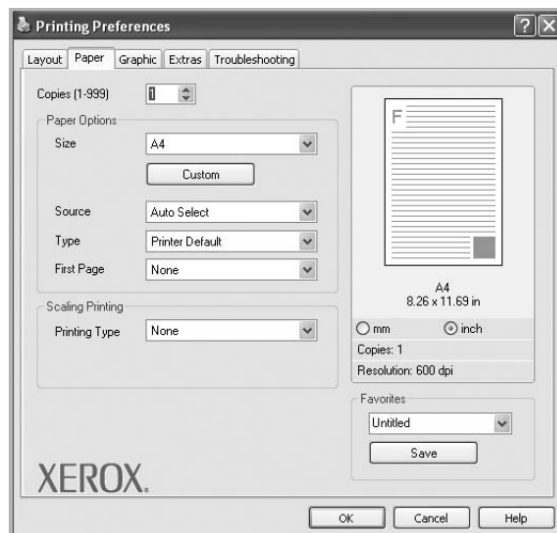 Printing Preferences
Layout Paper Graphic Extras Troubleshooting
Copies (1-999) 1
Paper Options
Size A4
Custom
Source Auto Select
Type Printer Default
First Page None
Scaling Printing
Printing Type None
F
A4
8.26 x 11.69 in
mm inch
Copies: 1
Resolution: 600 dpi
Favorites
Untitled
Save
XEROX.
OK Cancel Help